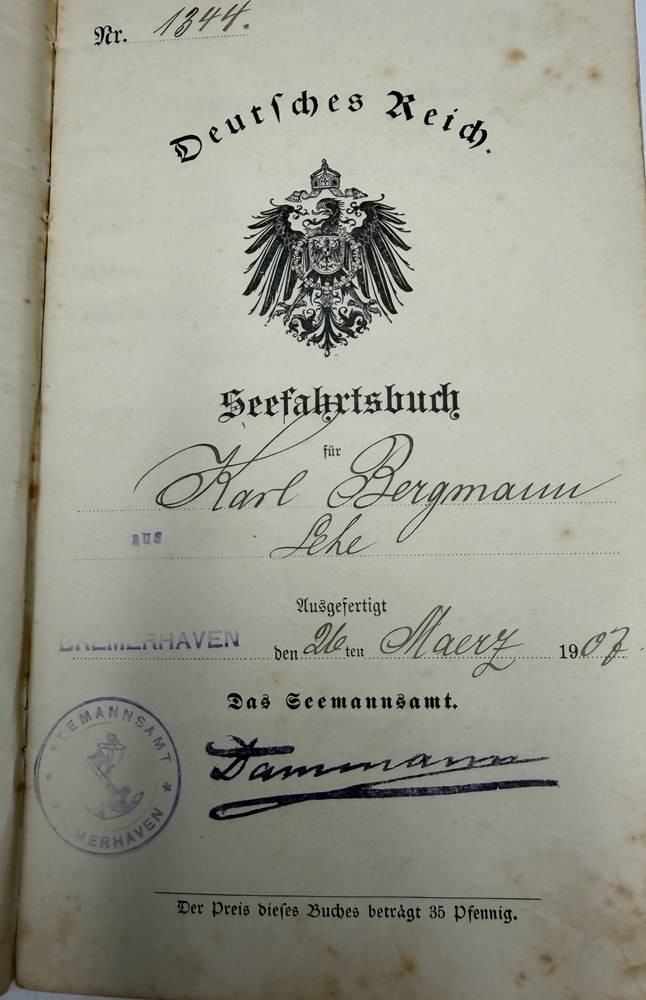 Nr. 1344.
Deutsches Reich.
Seefahrtsbuch
für
Karl Bergmann
aus Lehe
Ausgefertigt
BREMERHAVEN den 26ten Maerz 1907
Das Seemannsamt.
SEEMANNSAMT
BREMERHAVEN
Dammann
Der Preis dieses Buches beträgt 35 Pfennig.